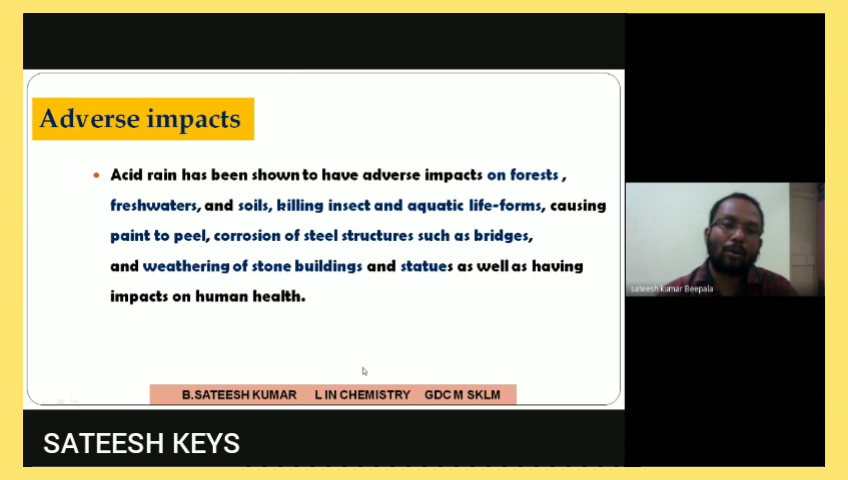 Adverse impacts
• Acid rain has been shown to have adverse impacts on forests ,
freshwaters, and soils, killing insect and aquatic life-forms, causing
paint to peel, corrosion of steel structures such as bridges,
and weathering of stone buildings and statues as well as having
impacts on human health.
B.SATEESH KUMAR L IN CHEMISTRY GDC M SKLM
sateesh kumar Beepala
SATEESH KEYS